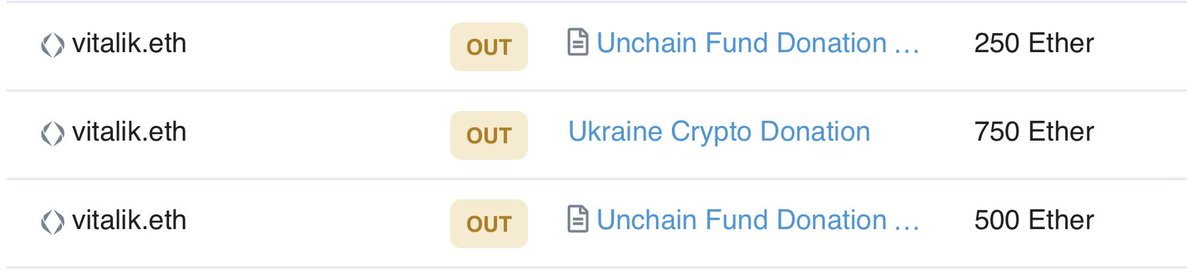 vitalik.eth OUT Unchain Fund Donation ... 250 Ether
vitalik.eth OUT Ukraine Crypto Donation 750 Ether
vitalik.eth OUT Unchain Fund Donation ... 500 Ether